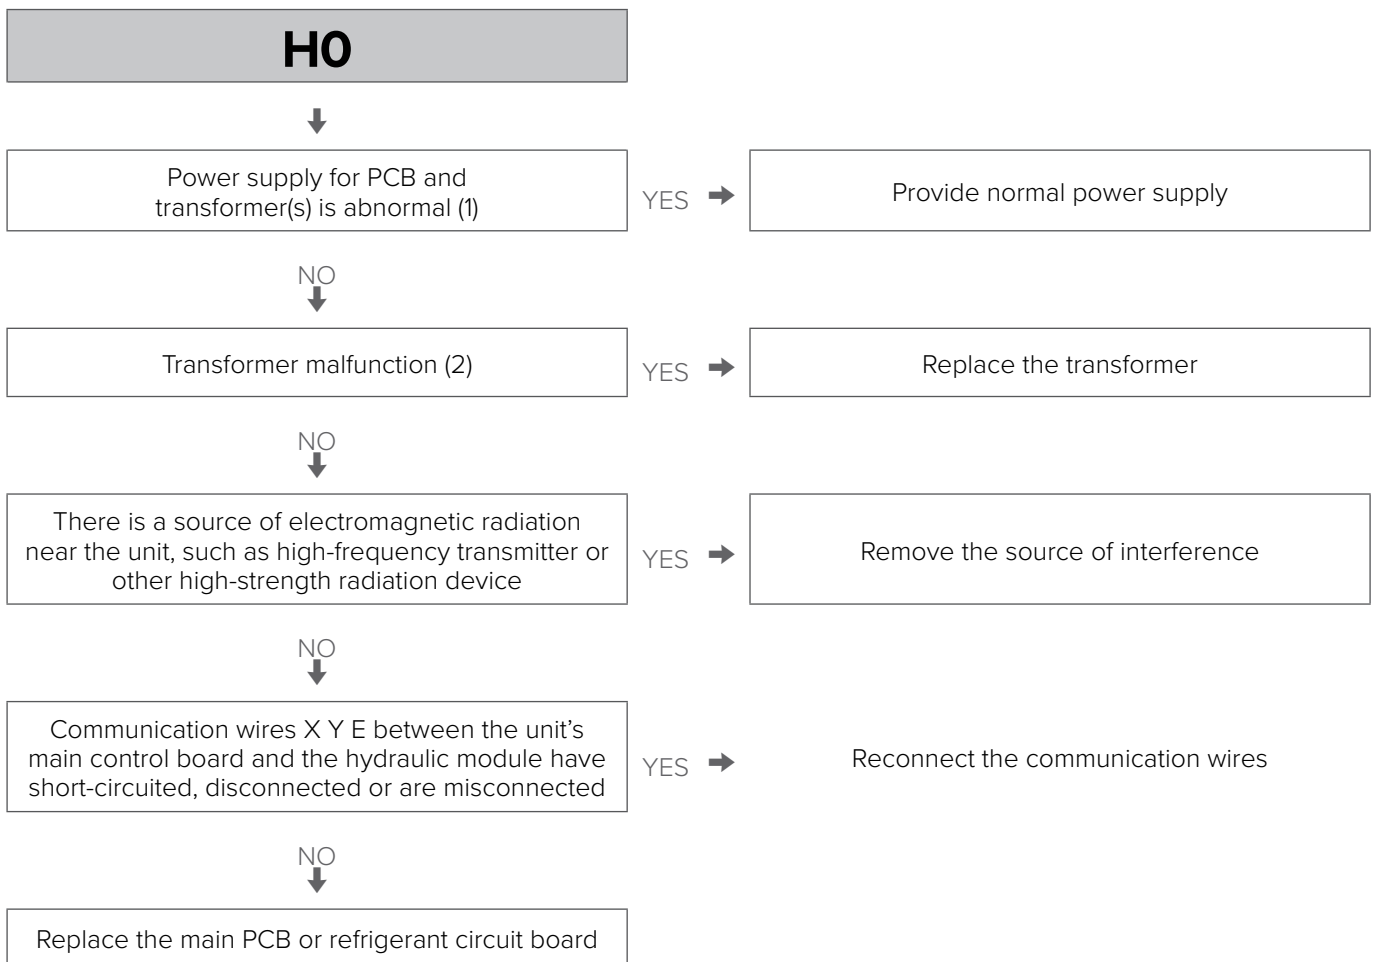 H0
Power supply for PCB and
transformer(s) is abnormal (1)
YES
Provide normal power supply
NO
Transformer malfunction (2)
YES
Replace the transformer
NO
There is a source of electromagnetic radiation
near the unit, such as high-frequency transmitter or
other high-strength radiation device
YES
Remove the source of interference
NO
Communication wires X Y E between the unit’s
main control board and the hydraulic module have
short-circuited, disconnected or are misconnected
YES
Reconnect the communication wires
NO
Replace the main PCB or refrigerant circuit board